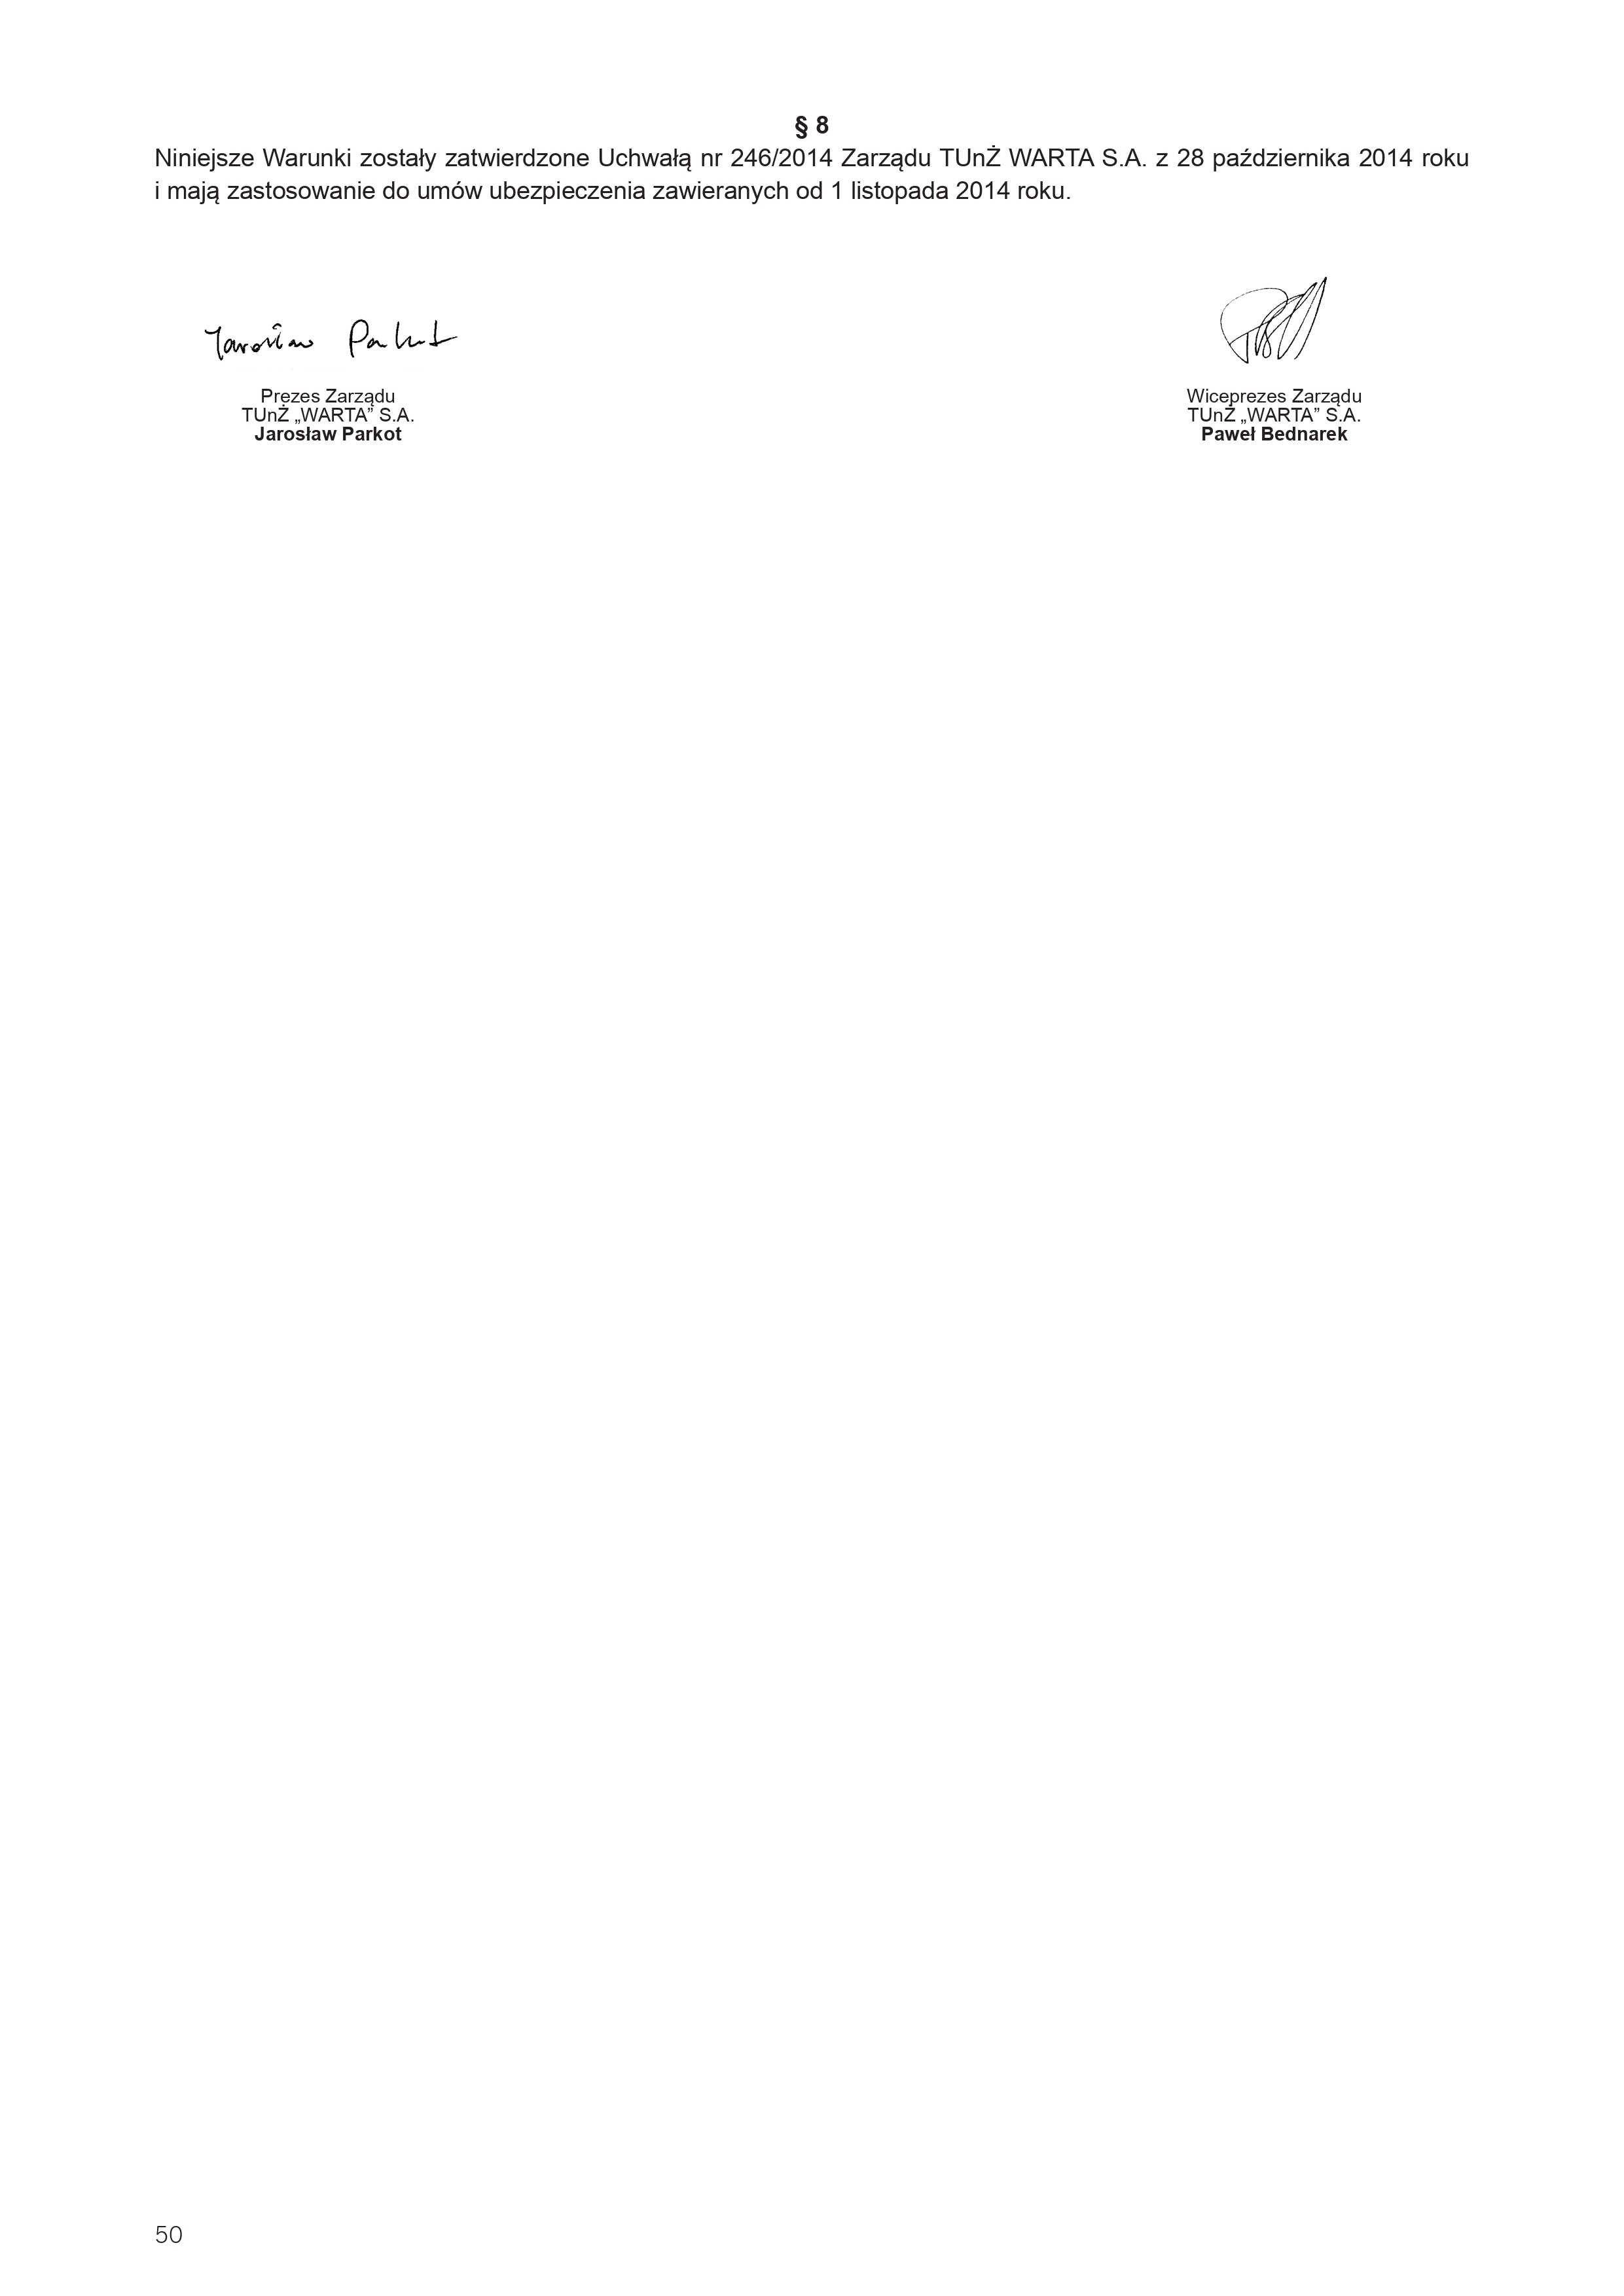 § 8
Niniejsze Warunki zostały zatwierdzone Uchwałą nr 246/2014 Zarządu TUnŻ WARTA S.A. z 28 października 2014 roku
i mają zastosowanie do umów ubezpieczenia zawieranych od 1 listopada 2014 roku.
Jarosław Parkot
Prezes Zarządu
TUnŻ „WARTA” S.A.
Jarosław Parkot
Wiceprezes Zarządu
TUnŻ „WARTA” S.A.
Paweł Bednarek
50